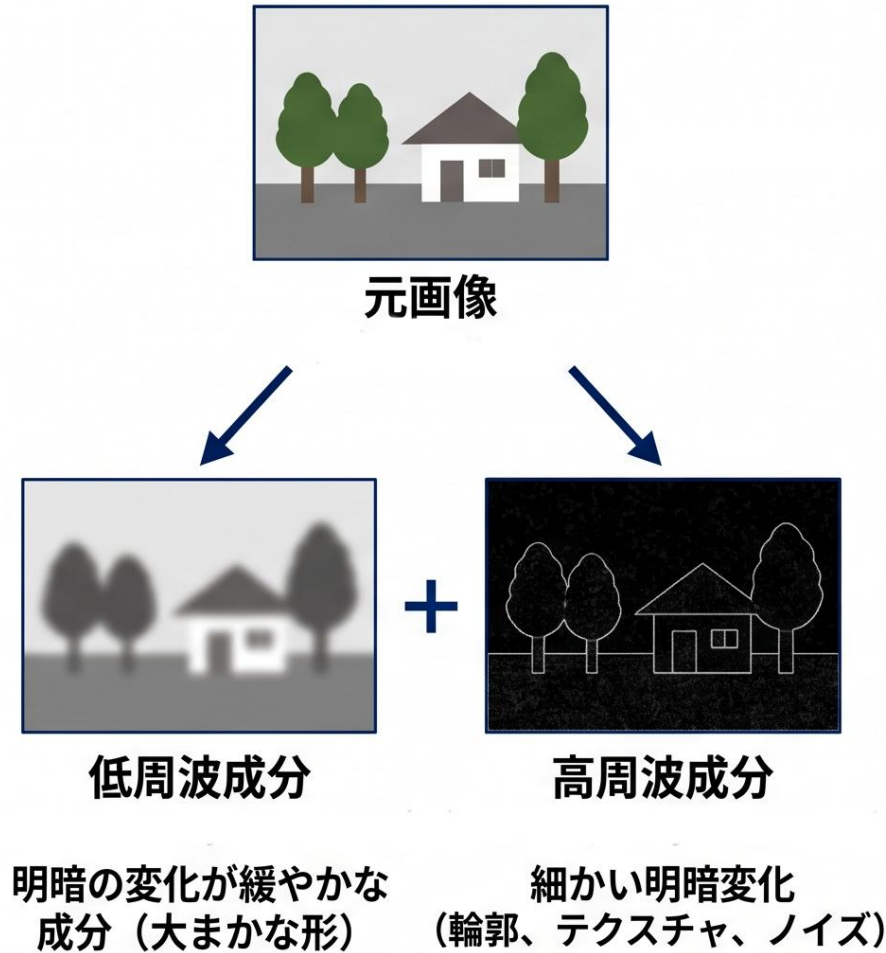 元画像
+
低周波成分
高周波成分
明暗の変化が緩やかな
成分（大まかな形）
細かい明暗変化
（輪郭、テクスチャ、ノイズ）